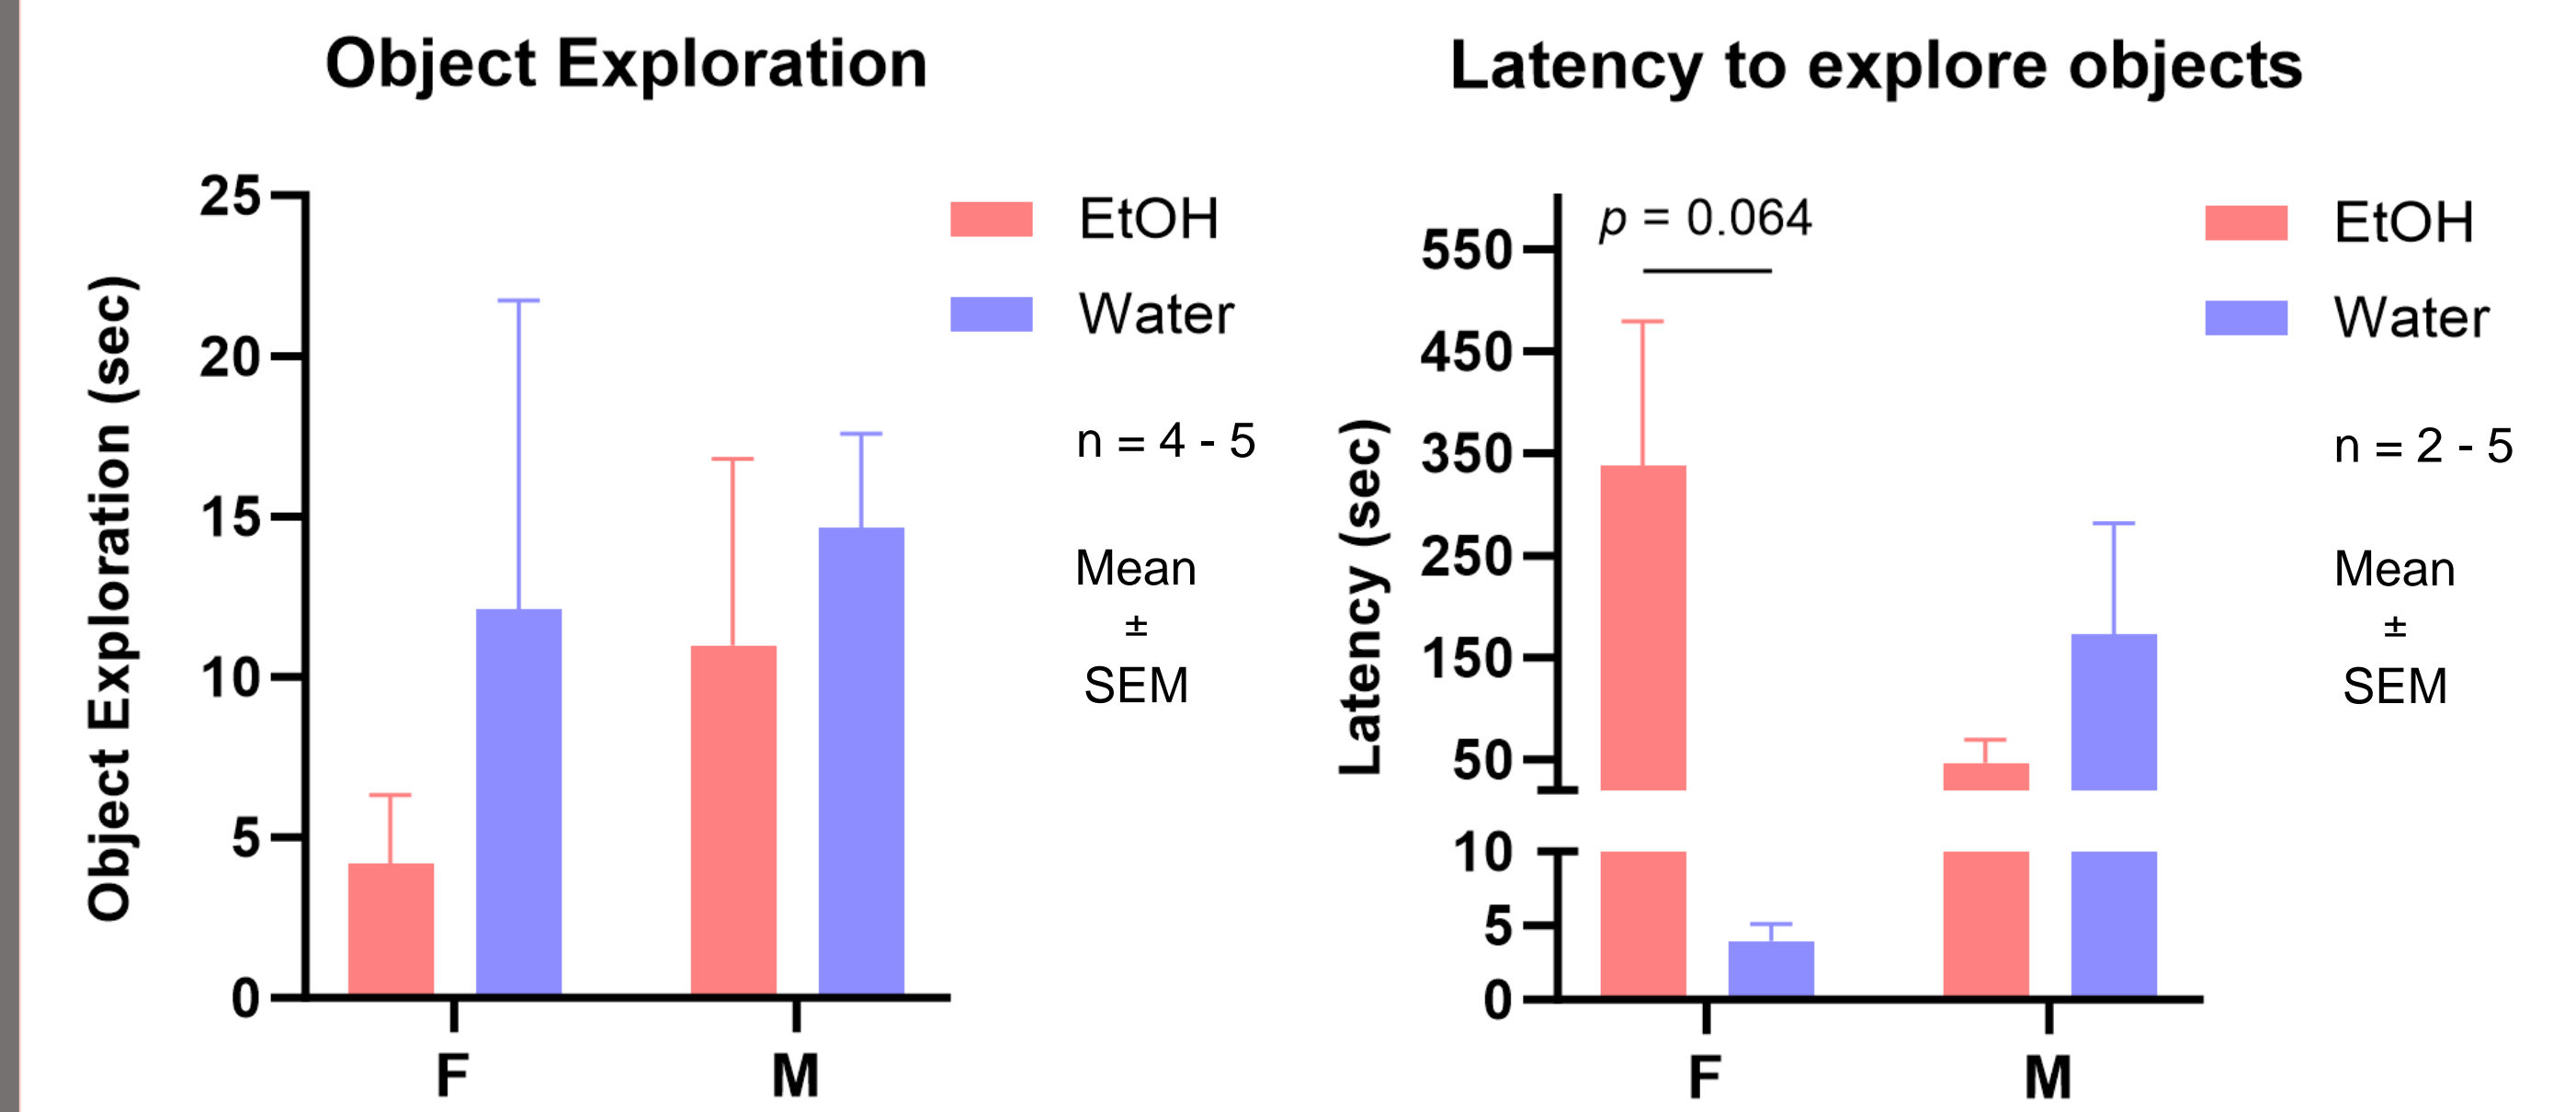 Object Exploration
Object Exploration (sec)
25
20
15
10
5
0
F
M
EtOH
Water
n = 4 - 5
Mean
±
SEM
Latency to explore objects
Latency (sec)
550
450
350
250
150
50
10
5
0
p = 0.064
F
M
EtOH
Water
n = 2 - 5
Mean
±
SEM